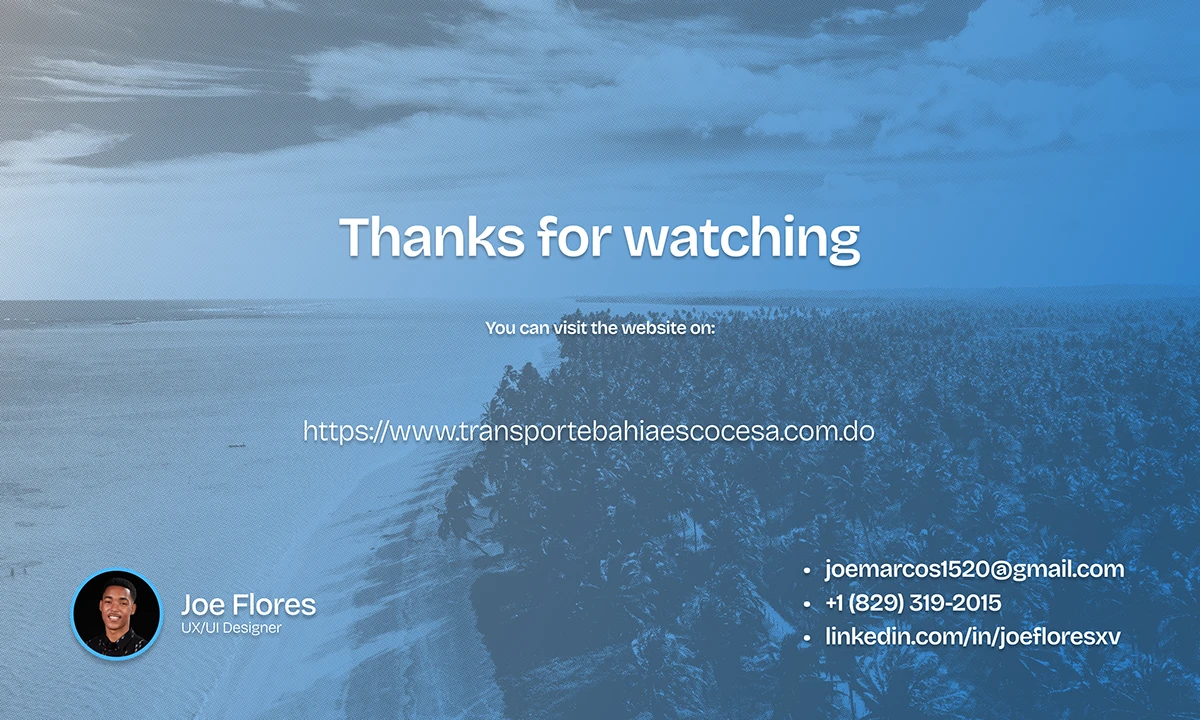 Thanks for watching
You can visit the website on:
https://www.transportebahiaescocesa.com.do
Joe Flores
UX/UI Designer
• joemarcos1520@gmail.com
• +1 (829) 319-2015
• linkedin.com/in/joefloresxv